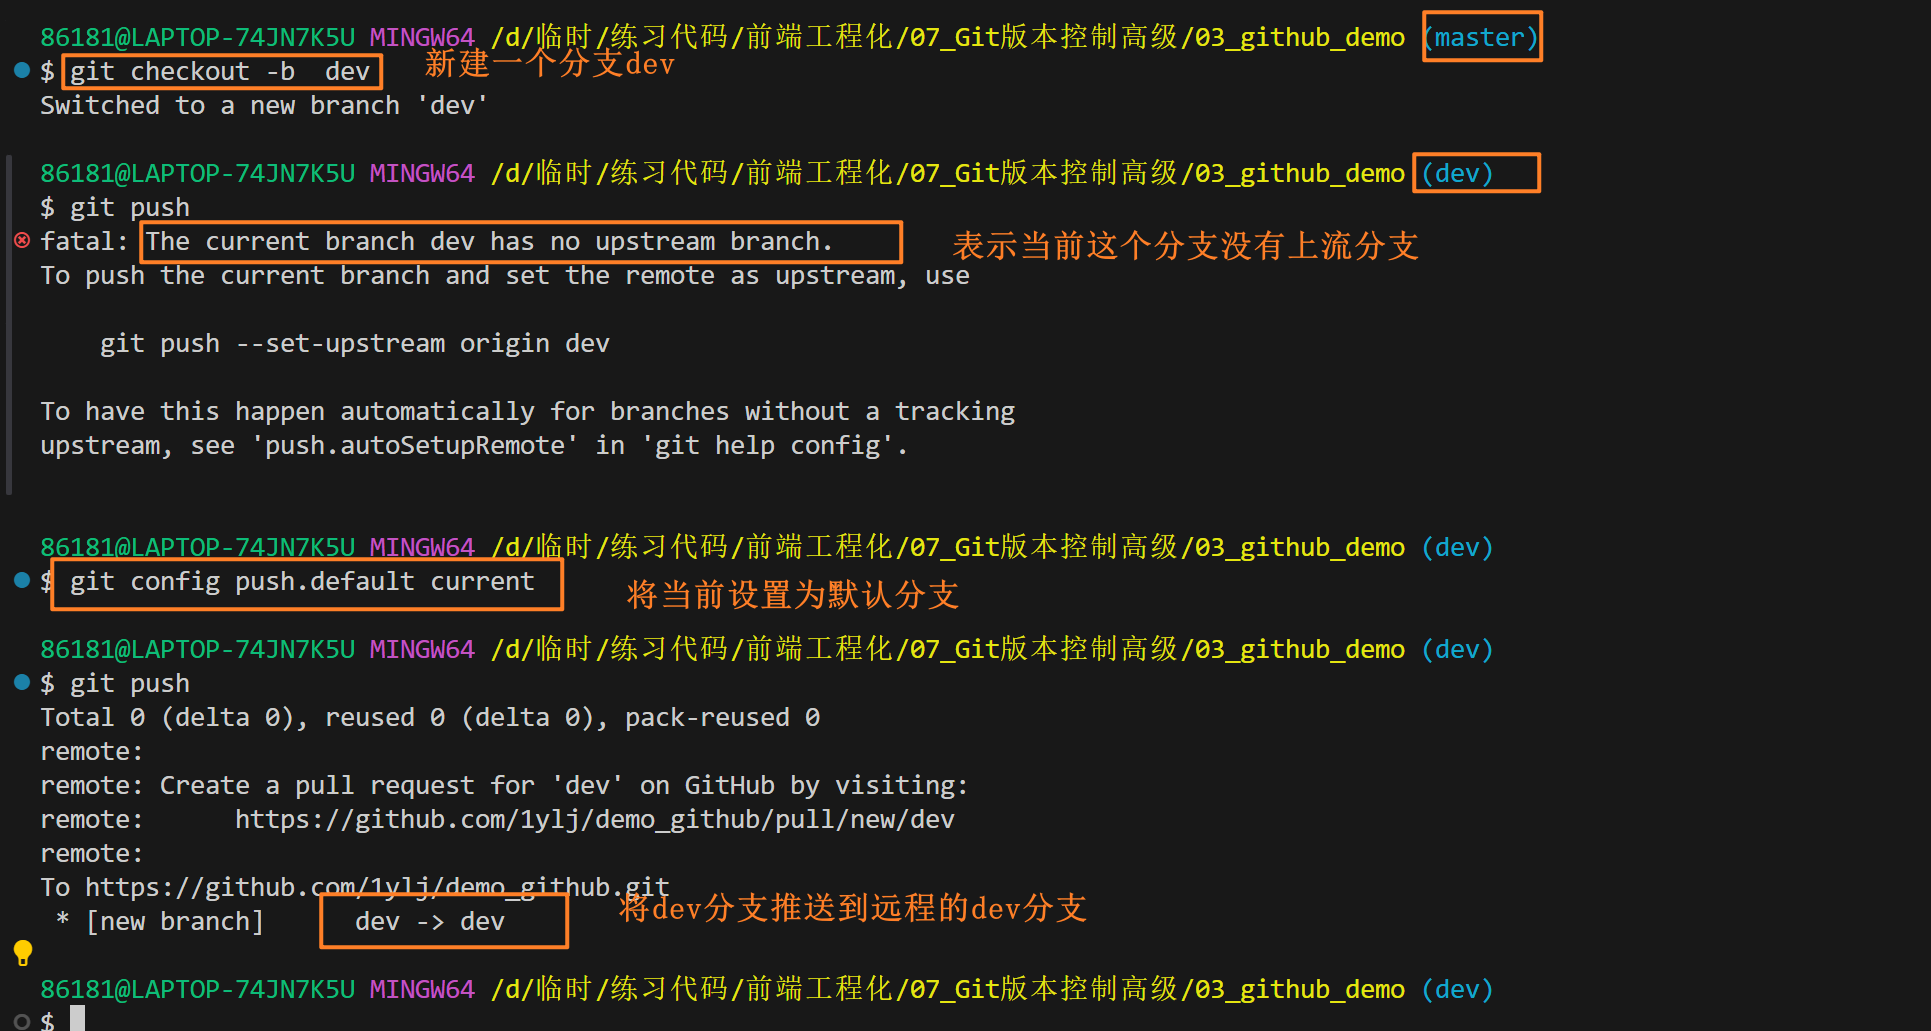 86181@LAPTOP-74JN7K5U MINGW64 /d/临时/练习代码/前端工程化/07_Git版本控制高级/03_github_demo (master)
$ git checkout -b  dev
新建一个分支dev
Switched to a new branch 'dev'
86181@LAPTOP-74JN7K5U MINGW64 /d/临时/练习代码/前端工程化/07_Git版本控制高级/03_github_demo (dev)
$ git push
fatal: The current branch dev has no upstream branch.
表示当前这个分支没有上流分支
To push the current branch and set the remote as upstream, use
git push --set-upstream origin dev
To have this happen automatically for branches without a tracking
upstream, see 'push.autoSetupRemote' in 'git help config'.
86181@LAPTOP-74JN7K5U MINGW64 /d/临时/练习代码/前端工程化/07_Git版本控制高级/03_github_demo (dev)
$ git config push.default current
将当前设置为默认分支
86181@LAPTOP-74JN7K5U MINGW64 /d/临时/练习代码/前端工程化/07_Git版本控制高级/03_github_demo (dev)
$ git push
Total 0 (delta 0), reused 0 (delta 0), pack-reused 0
remote:
remote: Create a pull request for 'dev' on GitHub by visiting:
remote:      https://github.com/1ylj/demo_github/pull/new/dev
remote:
To https://github.com/1ylj/demo_github.git
* [new branch]      dev -> dev
将dev分支推送到远程的dev分支
86181@LAPTOP-74JN7K5U MINGW64 /d/临时/练习代码/前端工程化/07_Git版本控制高级/03_github_demo (dev)
$